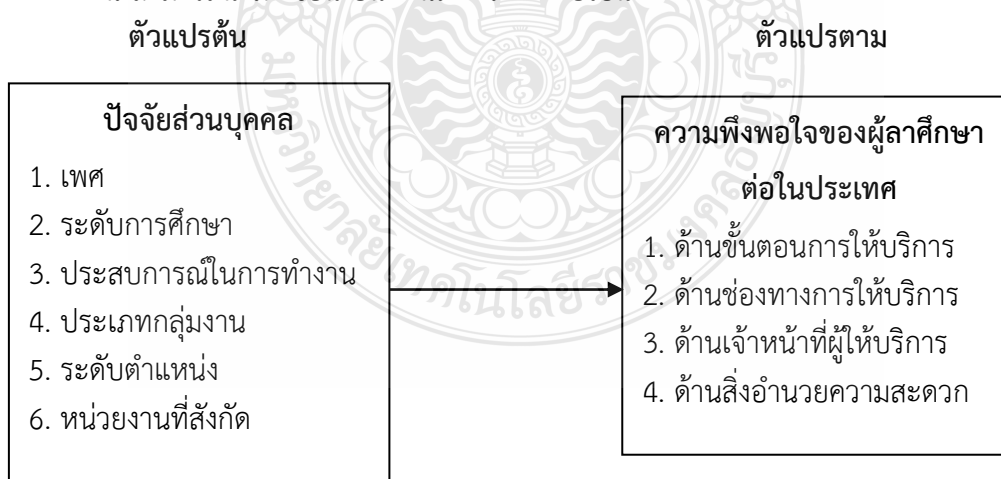 ตัวแปรต้น
ตัวแปรตาม
ปัจจัยส่วนบุคคล
1. เพศ
2. ระดับการศึกษา
3. ประสบการณ์ในการทำงาน
4. ประเภทกลุ่มงาน
5. ระดับตำแหน่ง
6. หน่วยงานที่สังกัด
ความพึงพอใจของผู้ลาศึกษา
ต่อในประเทศ
1. ด้านขั้นตอนการให้บริการ
2. ด้านช่องทางการให้บริการ
3. ด้านเจ้าหน้าที่ผู้ให้บริการ
4. ด้านสิ่งอำนวยความสะดวก